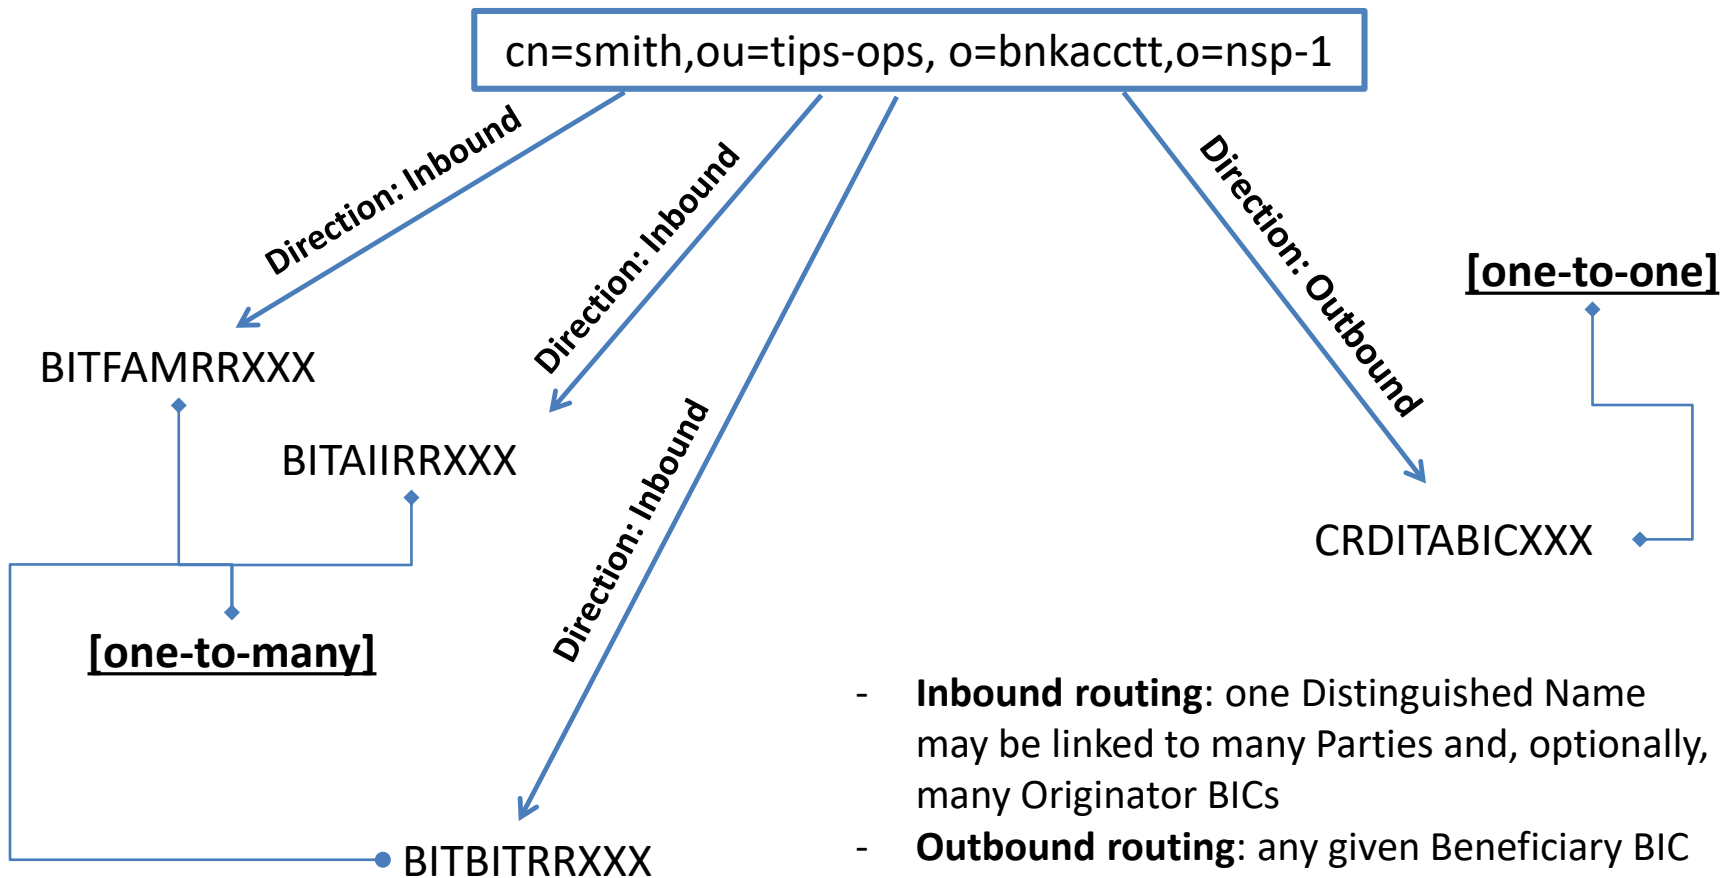 cn=smith,ou=tips-ops, o=bnkacctt,o=nsp-1
Direction: Inbound
Direction: Inbound
Direction: Inbound
Direction: Outbound
[one-to-one]
BITFAMRRXXX
BITAIIRRXXX
CRDITABICXXX
[one-to-many]
- Inbound routing: one Distinguished Name
may be linked to many Parties and, optionally,
many Originator BICs
- Outbound routing: any given Beneficiary BIC
BITBITRRXXX